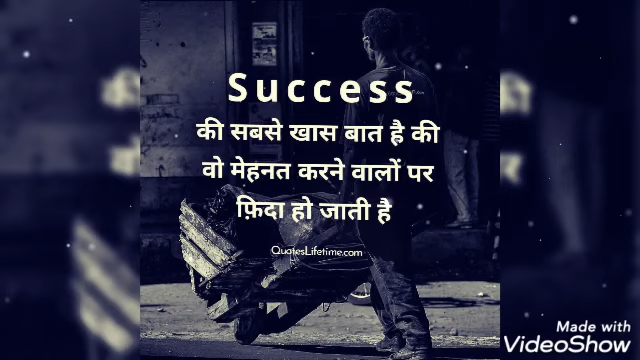 Success
की सबसे खास बात है की
वो मेहनत करने वालों पर
फ़िदा हो जाती है
QuotesLifetime.com
Made with
VideoShow